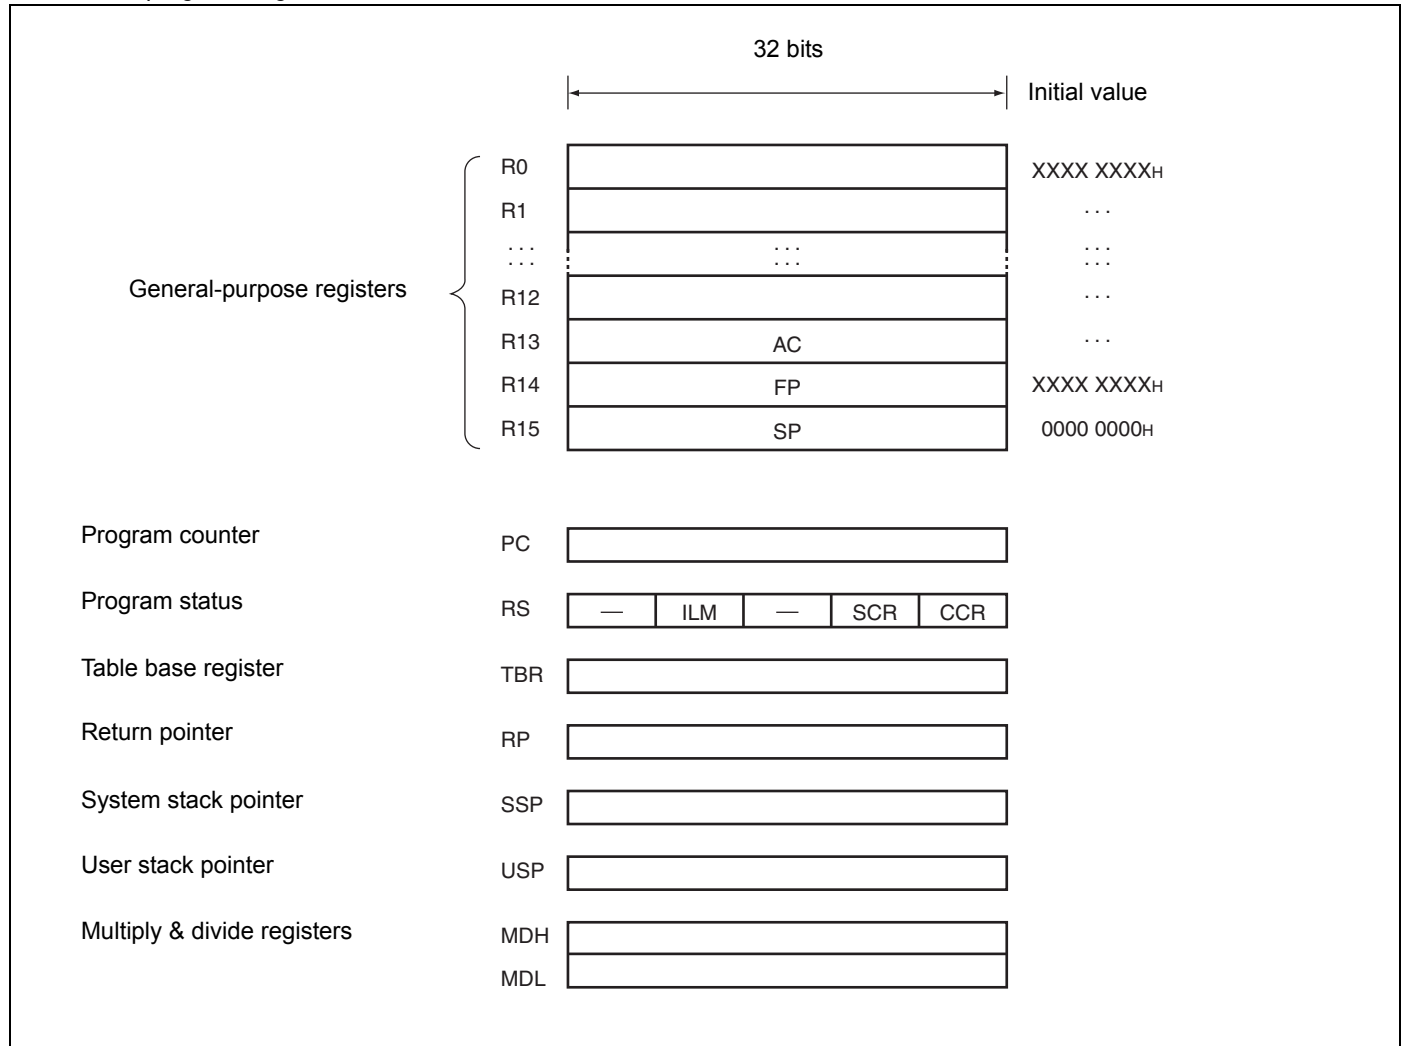 32 bits
Initial value
R0 XXXX XXXXH
R1 ...
... ... ...
... ... ...
General-purpose registers
R12 ...
R13 AC ...
R14 FP XXXX XXXXH
R15 SP 0000 0000H
Program counter PC
Program status RS — ILM — SCR CCR
Table base register TBR
Return pointer RP
System stack pointer SSP
User stack pointer USP
Multiply & divide registers MDH
MDL